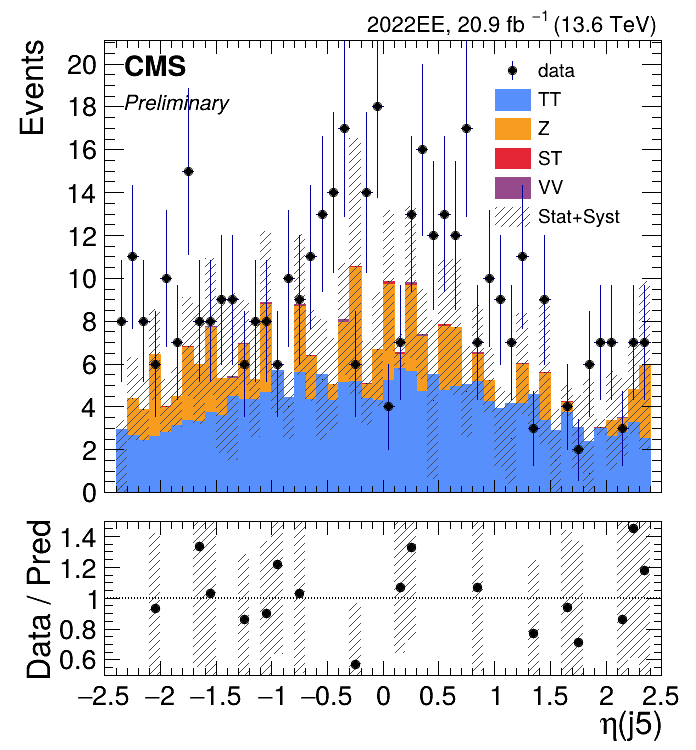 2022EE, 20.9 fb ⁻¹ (13.6 TeV)
CMS
Preliminary
Events
data
TT
Z
ST
VV
Stat+Syst
20
18
16
14
12
10
8
6
4
2
0
Data / Pred
1.4
1.2
1
0.8
0.6
−2.5 −2 −1.5 −1 −0.5 0 0.5 1 1.5 2 2.5
η(j5)